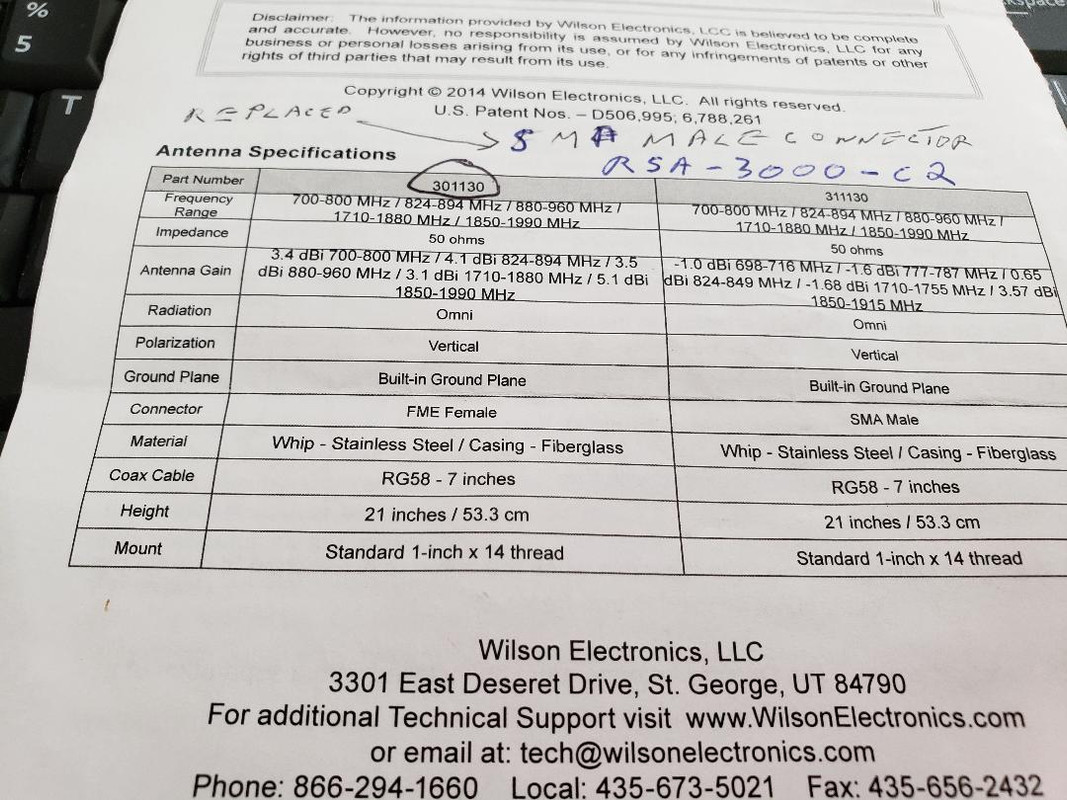 %
5
T
kspace
Disclaimer: The information provided by Wilson Electronics, LCC is believed to be complete
and accurate. However, no responsibility is assumed by Wilson Electronics, LLC for any
business or personal losses arising from its use, or for any infringements of patents or other
rights of third parties that may result from its use.
Copyright © 2014 Wilson Electronics, LLC. All rights reserved.
U.S. Patent Nos. – D506,995; 6,788,261
REPLACED
SMA MALE CONNECTOR
RSA-3000-C2
Antenna Specifications
Part Number 301130 311130
Frequency Range 700-800 MHz / 824-894 MHz / 880-960 MHz / 700-800 MHz / 824-894 MHz / 880-960 MHz /
1710-1880 MHz / 1850-1990 MHz 1710-1880 MHz / 1850-1990 MHz
Impedance 50 ohms 50 ohms
Antenna Gain 3.4 dBi 700-800 MHz / 4.1 dBi 824-894 MHz / 3.5 -1.0 dBi 698-716 MHz / -1.6 dBi 777-787 MHz / 0.65
dBi 880-960 MHz / 3.1 dBi 1710-1880 MHz / 5.1 dBi dBi 824-849 MHz / -1.68 dBi 1710-1755 MHz / 3.57 dBi
1850-1990 MHz 1850-1915 MHz
Radiation Omni Omni
Polarization Vertical Vertical
Ground Plane Built-in Ground Plane Built-in Ground Plane
Connector FME Female SMA Male
Material Whip - Stainless Steel / Casing - Fiberglass Whip - Stainless Steel / Casing - Fiberglass
Coax Cable RG58 - 7 inches RG58 - 7 inches
Height 21 inches / 53.3 cm 21 inches / 53.3 cm
Mount Standard 1-inch x 14 thread Standard 1-inch x 14 thread
Wilson Electronics, LLC
3301 East Deseret Drive, St. George, UT 84790
For additional Technical Support visit www.WilsonElectronics.com
or email at: tech@wilsonelectronics.com
Phone: 866-294-1660 Local: 435-673-5021 Fax: 435-656-2432